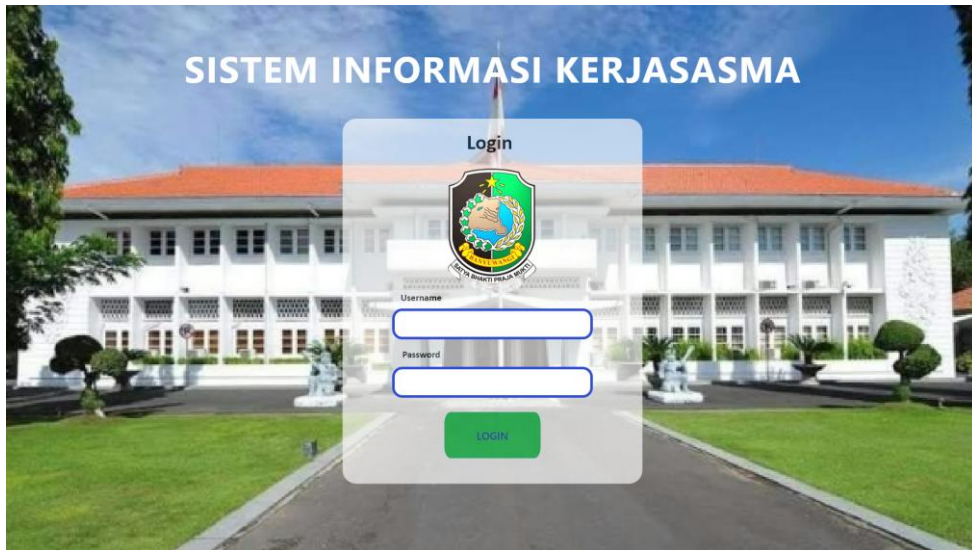 SISTEM INFORMASI KERJASASMA
Login
BANYUWANGI
SATYA BHAKTI PRAJA MUKTI
Username
Password
LOGIN